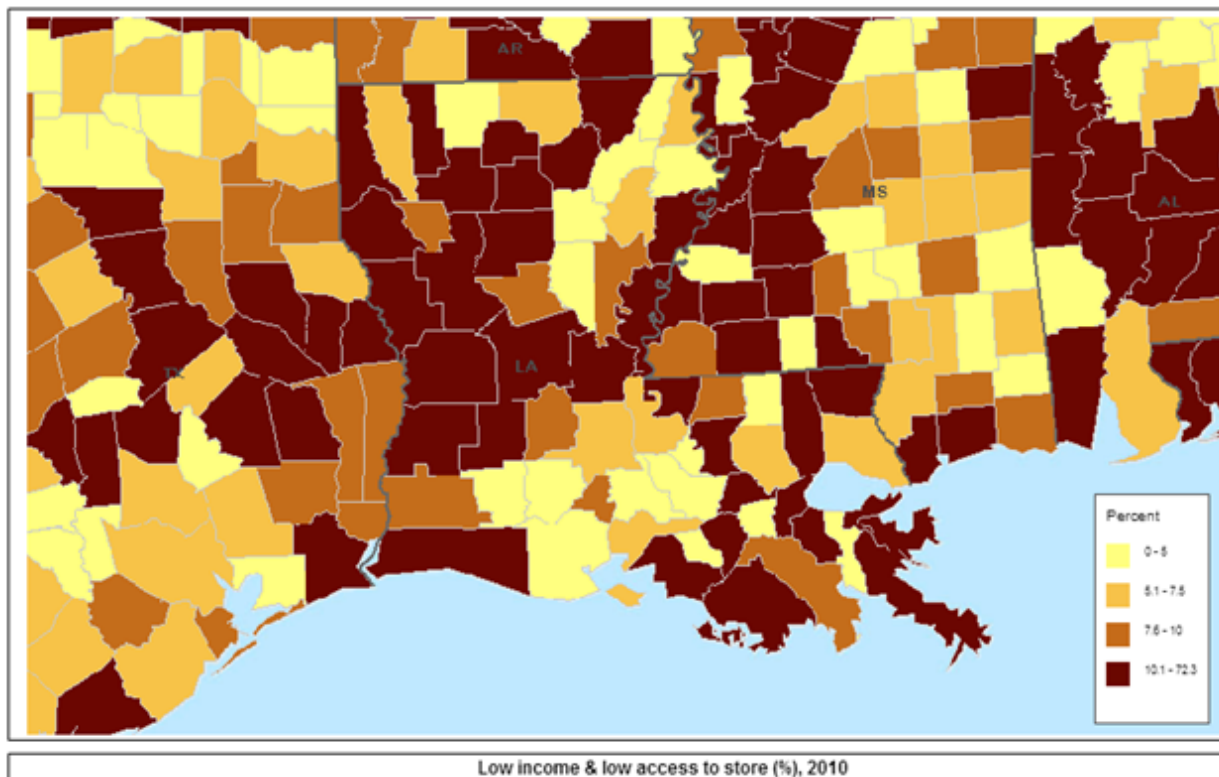 AR
MS
AL
TX
LA
Percent
0 - 5
5.1 - 7.5
7.6 - 10
10.1 - 72.3
Low income & low access to store (%), 2010